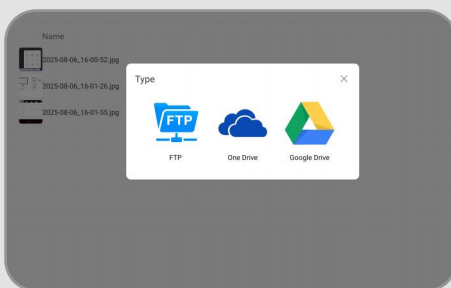 Name
2025-08-06_16-00-52.jpg
2025-08-06_16-01-26.jpg
2025-08-06_16-01-55.jpg
Type
FTP
FTP
One Drive
Google Drive